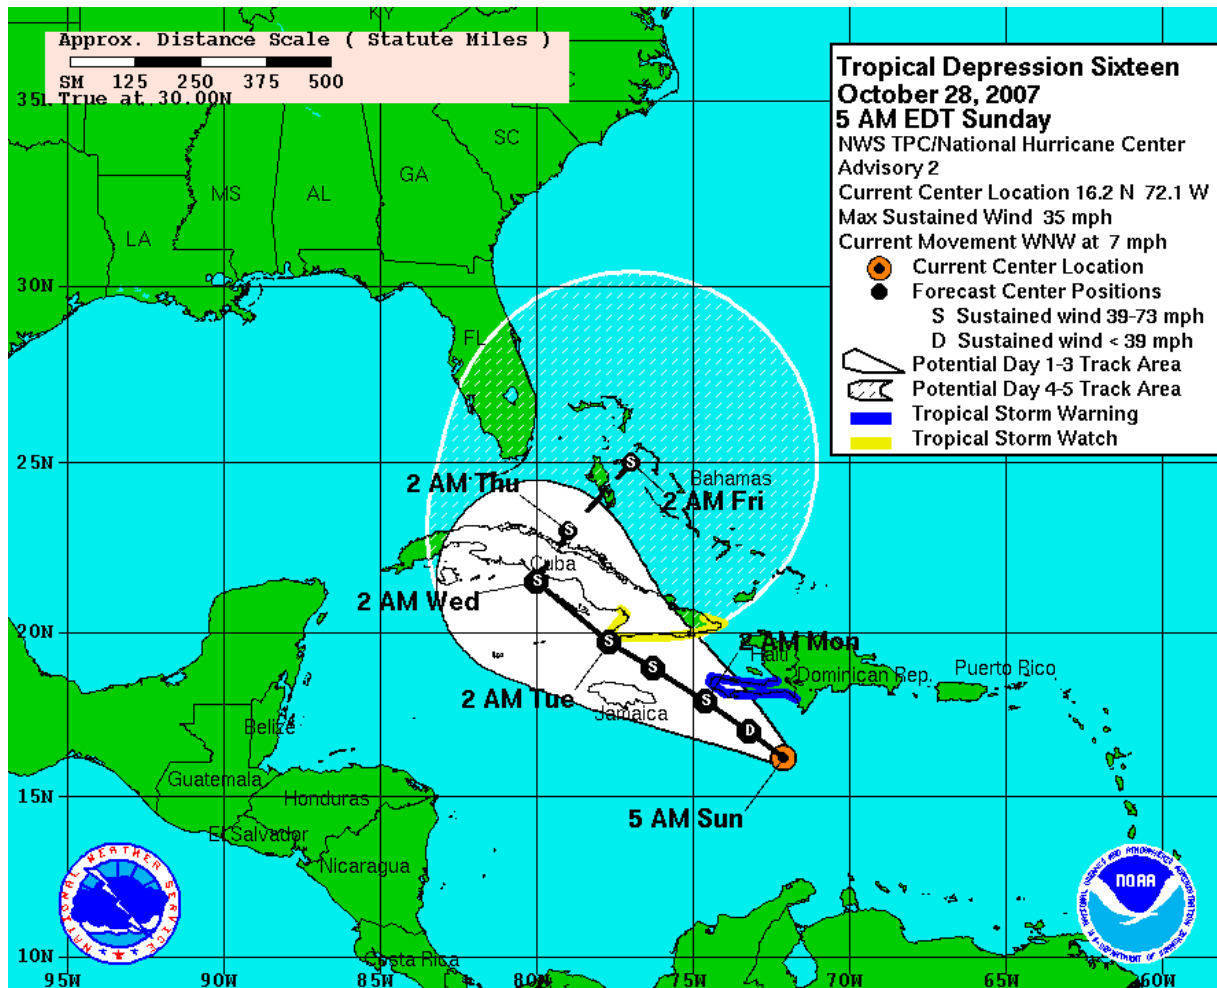 KY
Approx. Distance Scale ( Statute Miles )
SM 125 250 375 500
True at 30.00N
C
35N
SC
GA
MS
AL
LA
30N
FL
25N
20N
15N
10N
Tropical Depression Sixteen
October 28, 2007
5 AM EDT Sunday
NWS TPC/National Hurricane Center
Advisory 2
Current Center Location 16.2 N 72.1 W
Max Sustained Wind 35 mph
Current Movement WNW at 7 mph
Current Center Location
Forecast Center Positions
S Sustained wind 39-73 mph
D Sustained wind < 39 mph
Potential Day 1-3 Track Area
Potential Day 4-5 Track Area
Tropical Storm Warning
Tropical Storm Watch
S
Bahamas
2 AM Thu
2 AM Fri
S
Cuba
S
2 AM Wed
S
2 AM Mon
Haiti
S
Dominican Rep.
Puerto Rico
2 AM Tue
S
Jamaica
D
Belize
Guatemala
Honduras
5 AM Sun
El Salvador
Nicaragua
Costa Rica
NATIONAL WEATHER SERVICE
NOAA
95W 90W 85W 80W 75W 70W 65W 60W